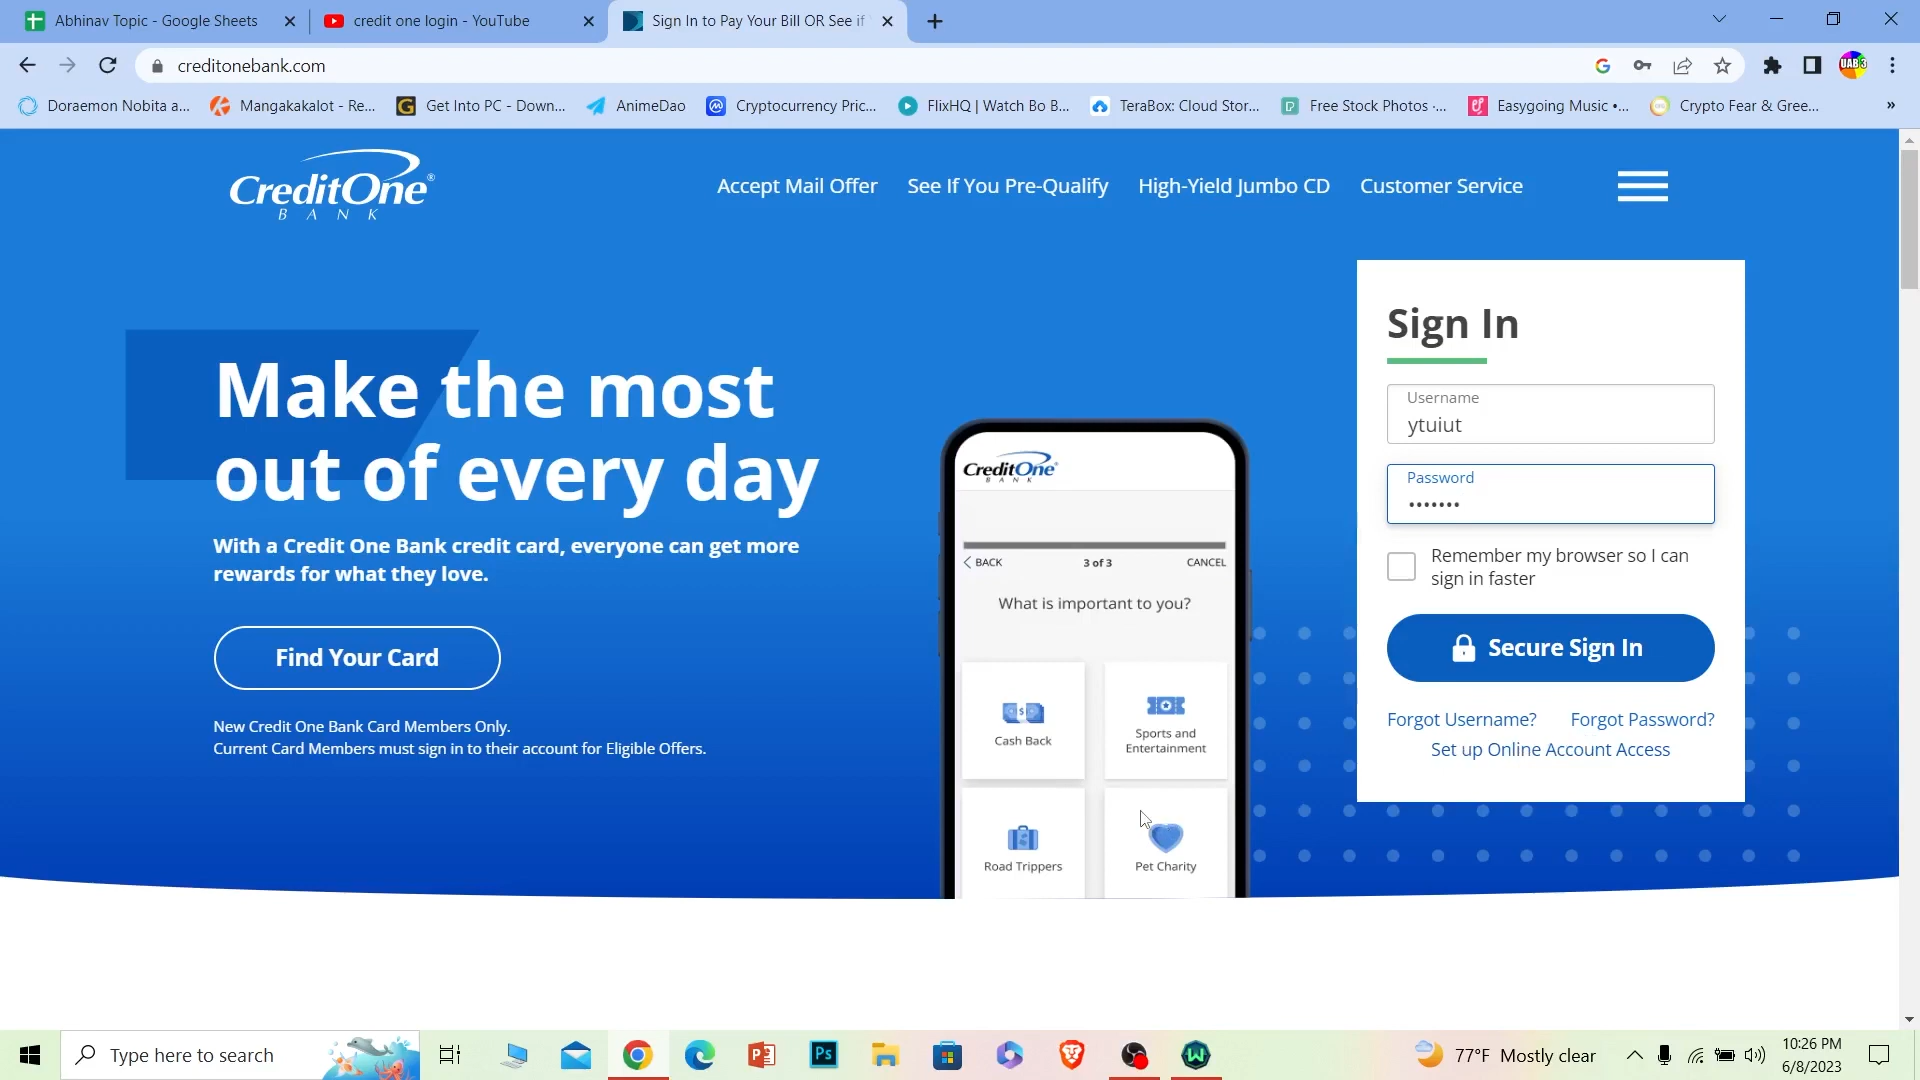 Abhinav Topic - Google Sheets
credit one login - YouTube
Sign In to Pay Your Bill OR See if
creditonebank.com
UAB 3
Doraemon Nobita a...
Mangakakalot - Re...
Get Into PC - Down...
AnimeDao
Cryptocurrency Pric...
FlixHQ | Watch Bo B...
TeraBox: Cloud Stor...
Free Stock Photos ·...
Easygoing Music •...
Crypto Fear & Gree...
»
CreditOne®
BANK
Accept Mail Offer
See If You Pre-Qualify
High-Yield Jumbo CD
Customer Service
Make the most
out of every day
With a Credit One Bank credit card, everyone can get more
rewards for what they love.
Find Your Card
New Credit One Bank Card Members Only.
Current Card Members must sign in to their account for Eligible Offers.
CreditOne®
BANK
BACK
3 of 3
CANCEL
What is important to you?
Cash Back
Sports and
Entertainment
Road Trippers
Pet Charity
Sign In
Username
ytuiut
Password
•••••••
Remember my browser so I can
sign in faster
Secure Sign In
Forgot Username?
Forgot Password?
Set up Online Account Access
Type here to search
Ps
77°F Mostly clear
10:26 PM
6/8/2023